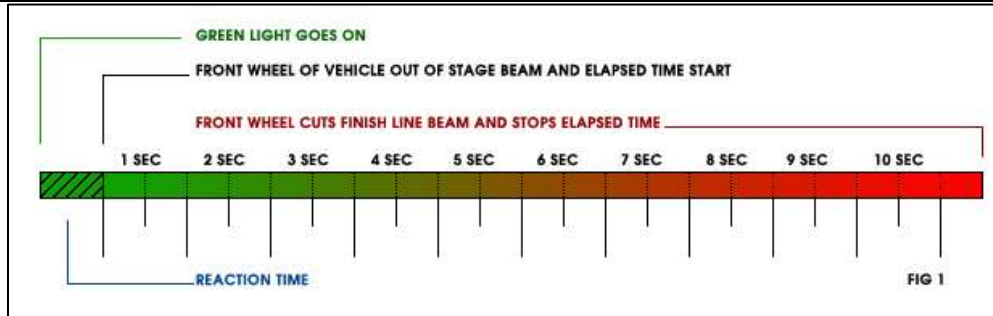 GREEN LIGHT GOES ON
FRONT WHEEL OF VEHICLE OUT OF STAGE BEAM AND ELAPSED TIME START
FRONT WHEEL CUTS FINISH LINE BEAM AND STOPS ELAPSED TIME
1 SEC 2 SEC 3 SEC 4 SEC 5 SEC 6 SEC 7 SEC 8 SEC 9 SEC 10 SEC
REACTION TIME FIG 1